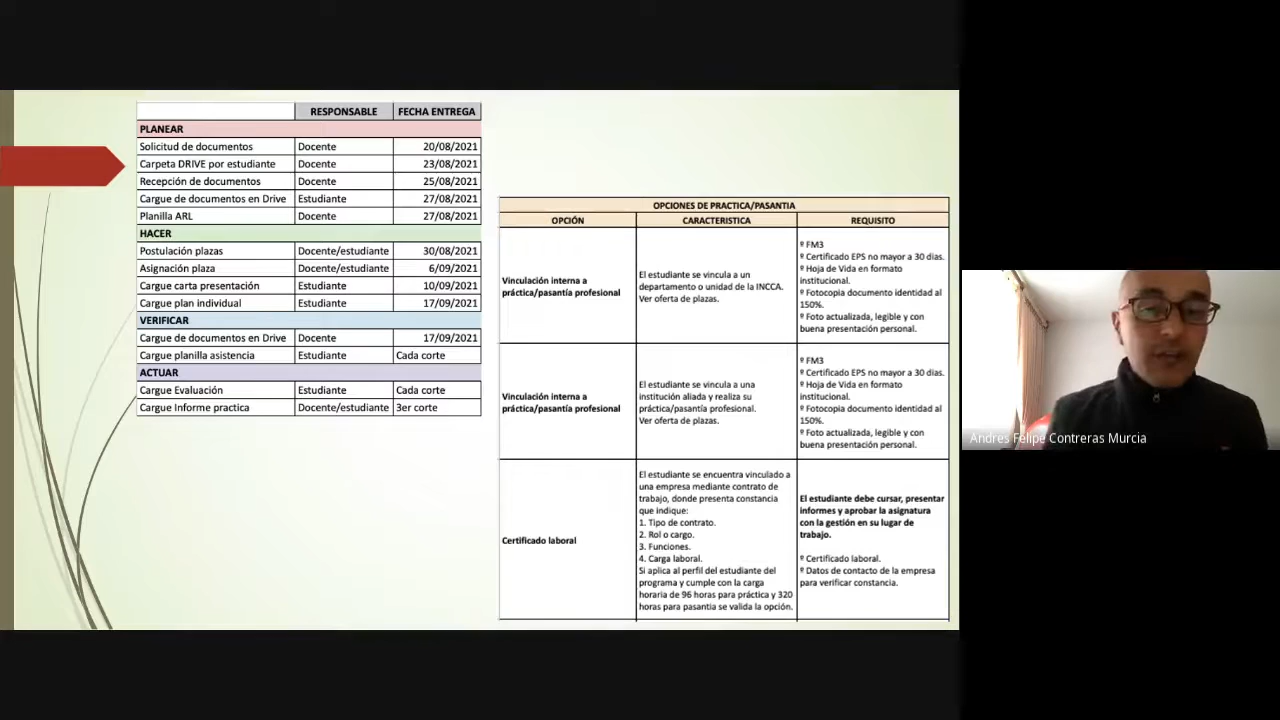 RESPONSABLE FECHA ENTREGA
PLANEAR
Solicitud de documentos Docente 20/08/2021
Carpeta DRIVE por estudiante Docente 23/08/2021
Recepción de documentos Docente 25/08/2021
Cargue de documentos en Drive Estudiante 27/08/2021
Planilla ARL Docente 27/08/2021
HACER
Postulación plazas Docente/estudiante 30/08/2021
Asignación plaza Docente/estudiante 6/09/2021
Cargue carta presentación Estudiante 10/09/2021
Cargue plan individual Estudiante 17/09/2021
VERIFICAR
Cargue de documentos en Drive Docente 17/09/2021
Cargue planilla asistencia Estudiante Cada corte
ACTUAR
Cargue Evaluación Estudiante Cada corte
Cargue Informe practica Docente/estudiante 3er corte
OPCIONES DE PRACTICA/PASANTIA
OPCIÓN CARACTERISTICA REQUISITO
Vinculación interna a
práctica/pasantía profesional
El estudiante se vincula a un
departamento o unidad de la INCCA.
Ver oferta de plazas.
º FM3
º Certificado EPS no mayor a 30 dias.
º Hoja de Vida en formato
institucional.
º Fotocopia documento identidad al
150%.
º Foto actualizada, legible y con
buena presentación personal.
Vinculación interna a
práctica/pasantía profesional
El estudiante se vincula a una
institución aliada y realiza su
práctica/pasantía profesional.
Ver oferta de plazas.
º FM3
º Certificado EPS no mayor a 30 dias.
º Hoja de Vida en formato
institucional.
º Fotocopia documento identidad al
150%.
º Foto actualizada, legible y con
buena presentación personal.
Certificado laboral
El estudiante se encuentra vinculado a
una empresa mediante contrato de
trabajo, donde presenta constancia
que indique:
1. Tipo de contrato.
2. Rol o cargo.
3. Funciones.
4. Carga laboral.
Si aplica al perfil del estudiante del
programa y cumple con la carga
horaria de 96 horas para práctica y 320
horas para pasantia se valida la opción.
El estudiante debe cursar, presentar
informes y aprobar la asignatura
con la gestión en su lugar de
trabajo.
º Certificado laboral.
º Datos de contacto de la empresa
para verificar constancia.
Andres Felipe Contreras Murcia